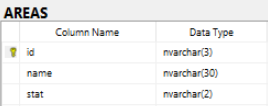 AREAS
Column Name Data Type
id nvarchar(3)
name nvarchar(30)
stat nvarchar(2)